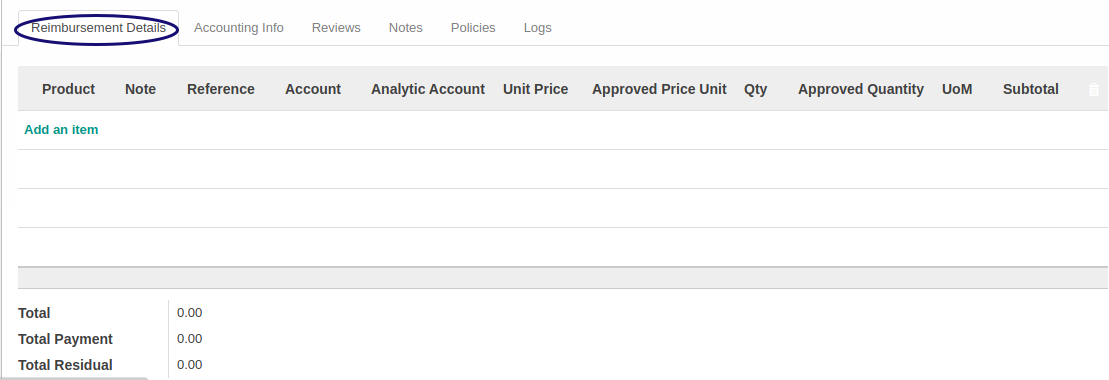 Reimbursement Details Accounting Info Reviews Notes Policies Logs
Product Note Reference Account Analytic Account Unit Price Approved Price Unit Qty Approved Quantity UoM Subtotal
Add an item
Total 0.00
Total Payment 0.00
Total Residual 0.00